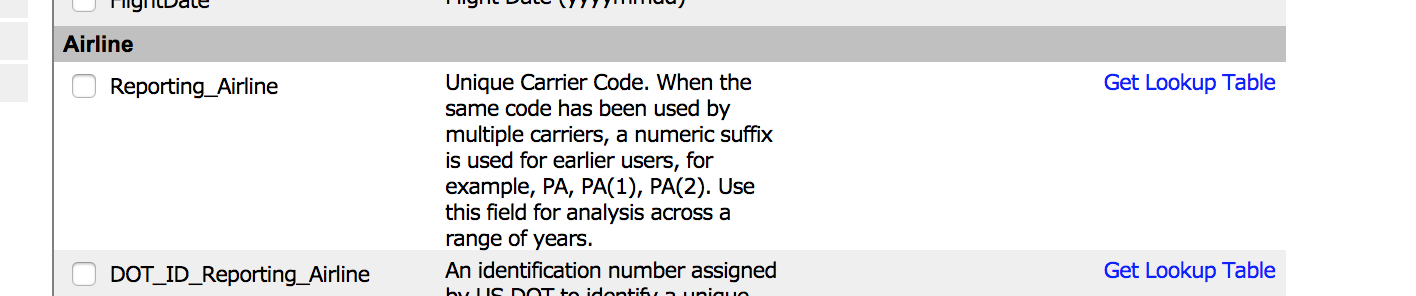 FlightDate Flight Date (yyyymmdd)
Airline
Reporting_Airline Unique Carrier Code. When the Get Lookup Table
same code has been used by
multiple carriers, a numeric suffix
is used for earlier users, for
example, PA, PA(1), PA(2). Use
this field for analysis across a
range of years.
DOT_ID_Reporting_Airline An identification number assigned Get Lookup Table
by US DOT to identify a unique